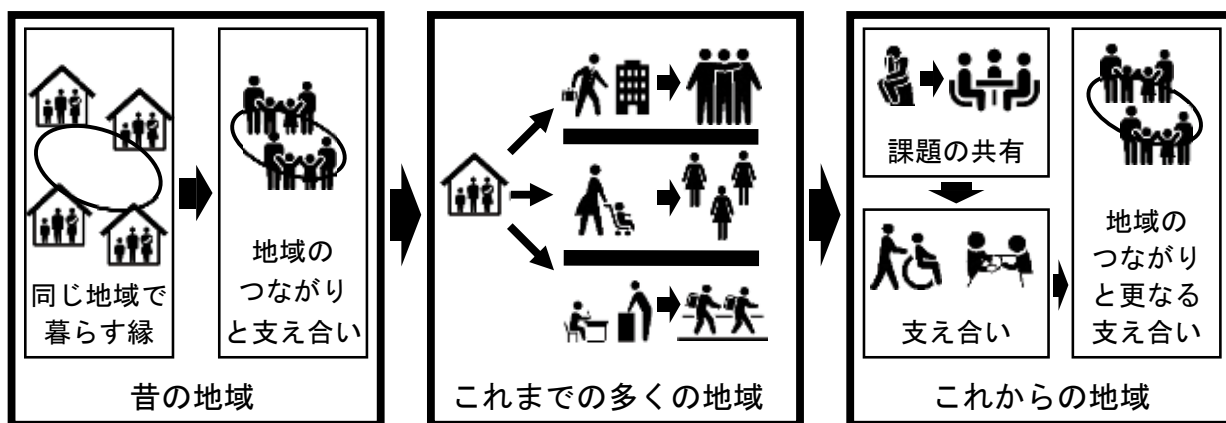 同じ地域で
暮らす縁
地域の
つながり
と支え合い
昔の地域
これまでの多くの地域
課題の共有
支え合い
地域の
つながり
と更なる
支え合い
これからの地域